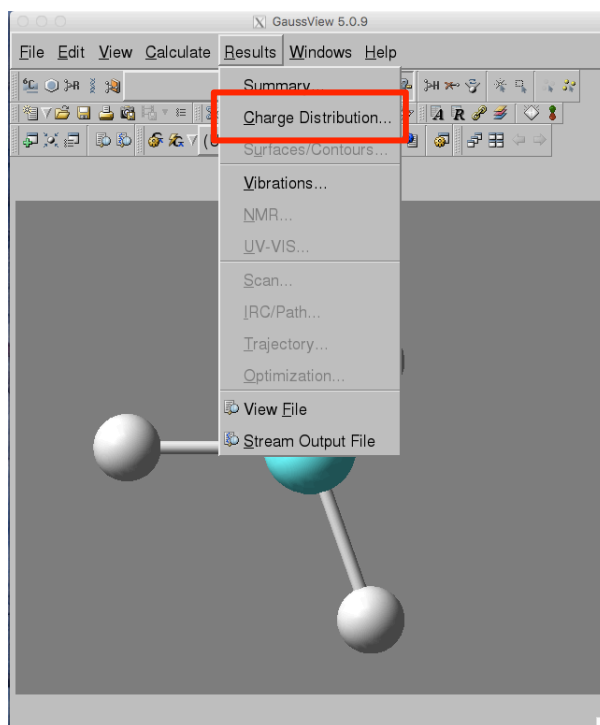 GaussView 5.0.9
File Edit View Calculate Results Windows Help
Summary...
Charge Distribution...
Surfaces/Contours...
Vibrations...
NMR...
UV-VIS...
Scan...
IRC/Path...
Trajectory...
Optimization...
View File
Stream Output File